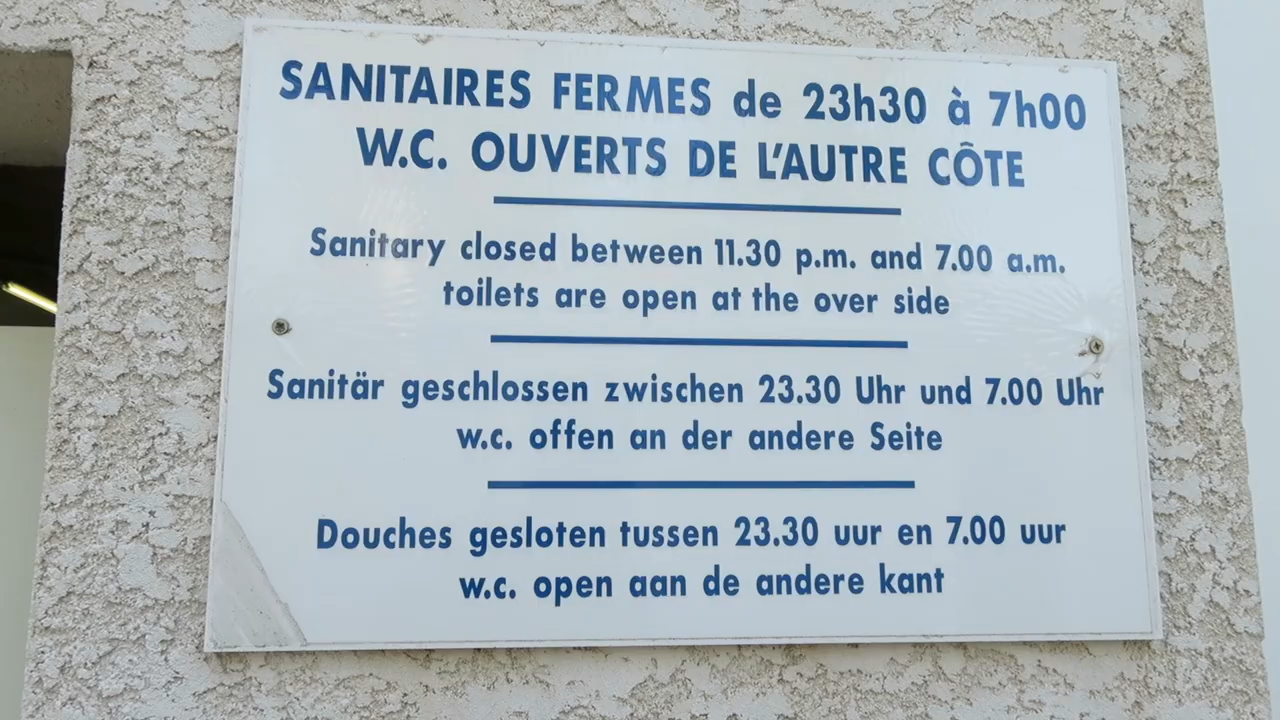 SANITAIRES FERMES de 23h30 à 7h00
W.C. OUVERTS DE L'AUTRE CÔTE
Sanitary closed between 11.30 p.m. and 7.00 a.m.
toilets are open at the over side
Sanitär geschlossen zwischen 23.30 Uhr und 7.00 Uhr
w.c. offen an der andere Seite
Douches gesloten tussen 23.30 uur en 7.00 uur
w.c. open aan de andere kant